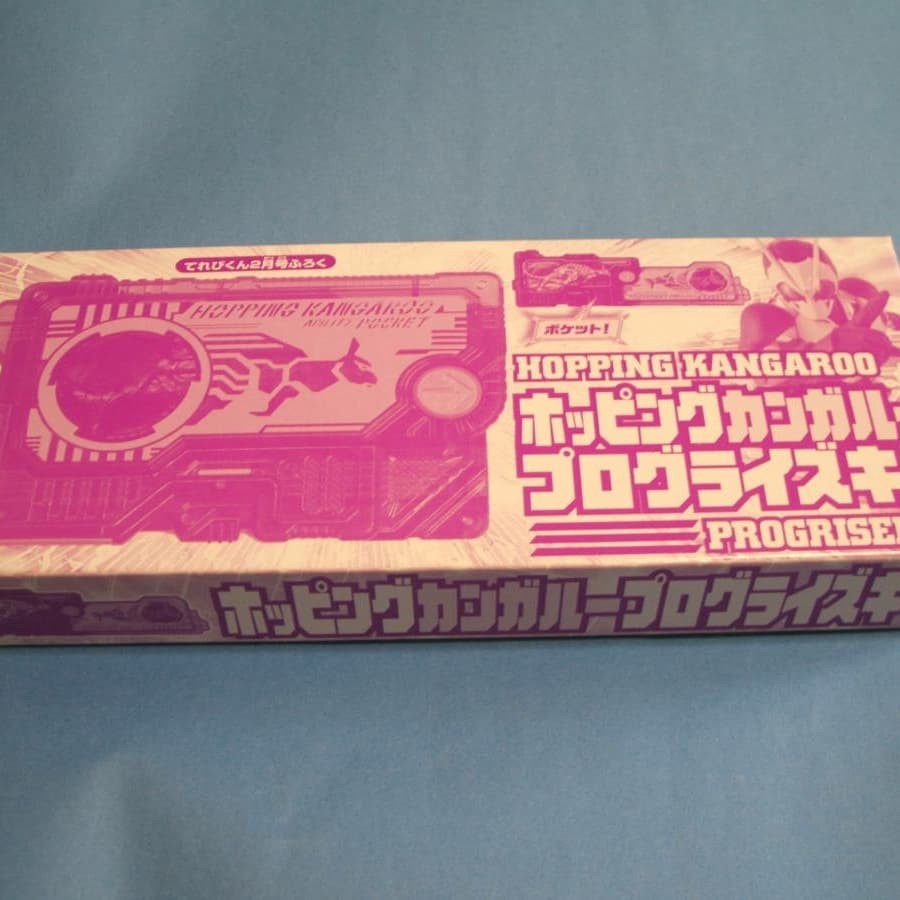 てれびくん2月号ふろく
HOPPING KANGAROO
ABILITY POCKET
ポケット!
HOPPING KANGAROO
ホッピングカンガルー
プログライズキ
PROGRISE
ホッピングカンガループログライズキ